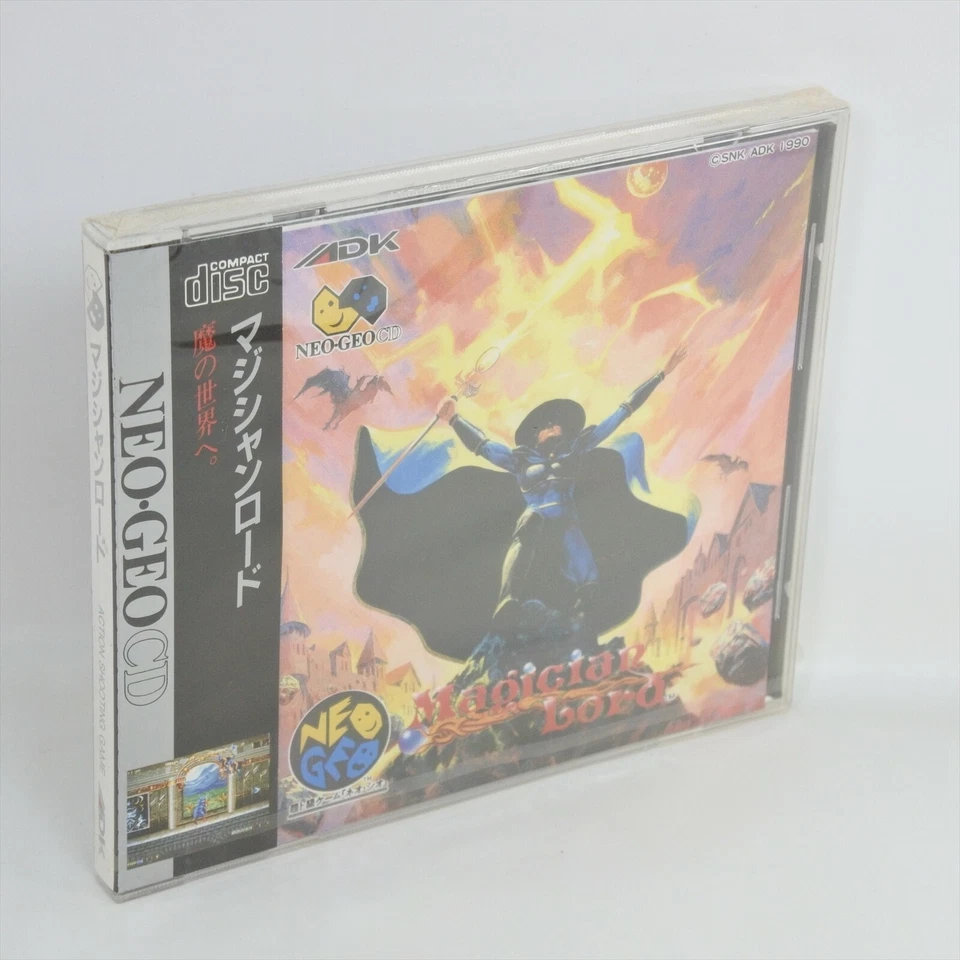 ©SNK ADK 1990
ADK
NEO·GEO CD
COMPACT
disc
マジシャンロード
魔の世界へ。
NEO·GEO CD
マジシャンロード
ACTION SHOOTING GAME
ADK
Magician
Lord
NEO
GEO